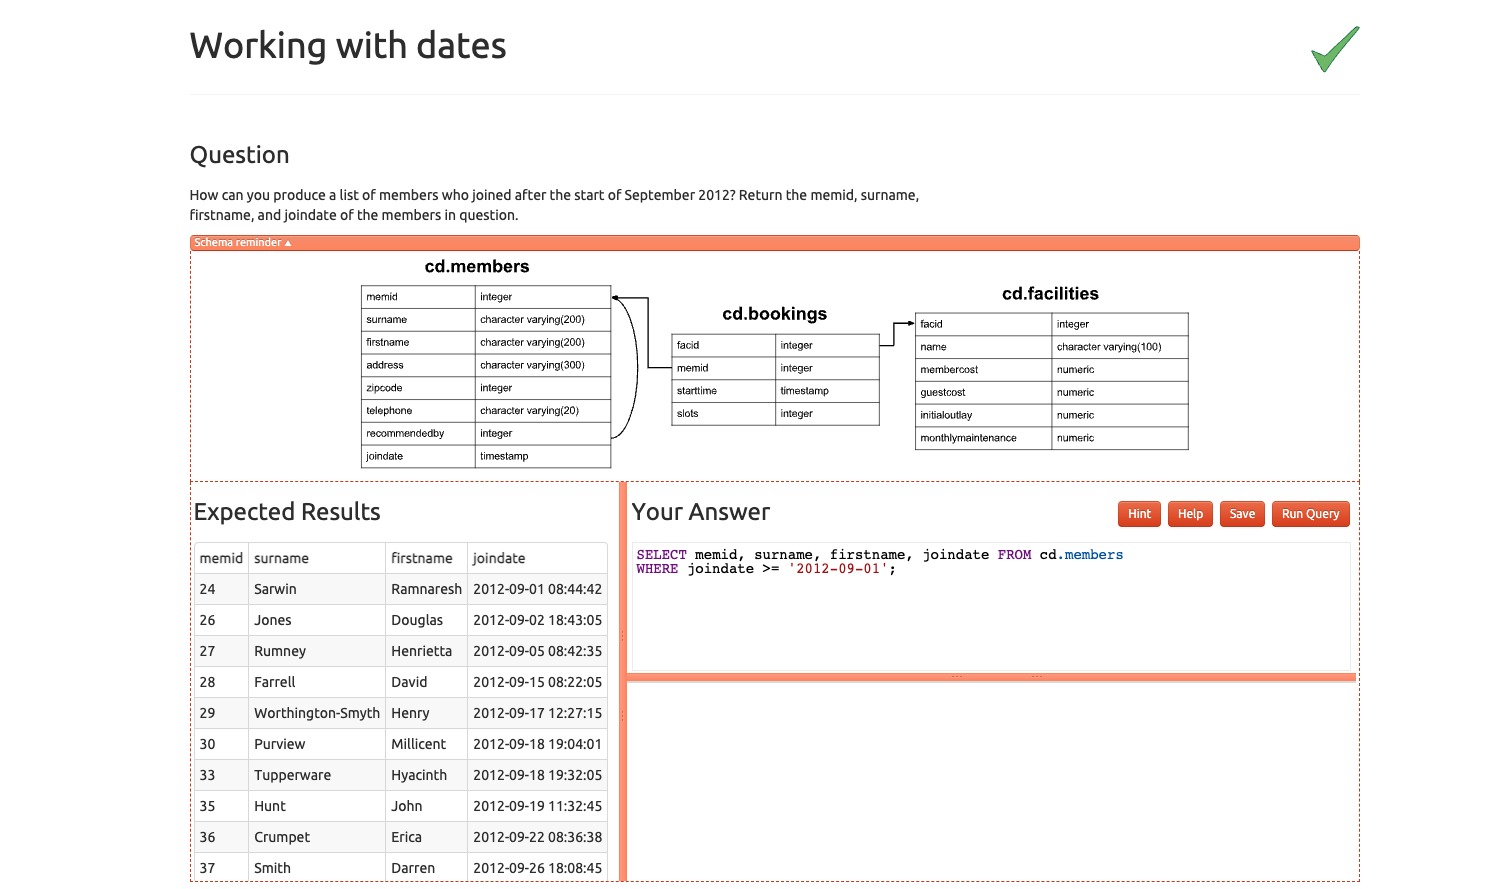 Working with dates
Question
How can you produce a list of members who joined after the start of September 2012? Return the memid, surname,
firstname, and joindate of the members in question.
Schema reminder ▲
cd.members
memid integer
surname character varying(200)
firstname character varying(200)
address character varying(300)
zipcode integer
telephone character varying(20)
recommendedby integer
joindate timestamp
cd.bookings
facid integer
memid integer
starttime timestamp
slots integer
cd.facilities
facid integer
name character varying(100)
membercost numeric
guestcost numeric
initialoutlay numeric
monthlymaintenance numeric
Expected Results
memid surname firstname joindate
24 Sarwin Ramnaresh 2012-09-01 08:44:42
26 Jones Douglas 2012-09-02 18:43:05
27 Rumney Henrietta 2012-09-05 08:42:35
28 Farrell David 2012-09-15 08:22:05
29 Worthington-Smyth Henry 2012-09-17 12:27:15
30 Purview Millicent 2012-09-18 19:04:01
33 Tupperware Hyacinth 2012-09-18 19:32:05
35 Hunt John 2012-09-19 11:32:45
36 Crumpet Erica 2012-09-22 08:36:38
37 Smith Darren 2012-09-26 18:08:45
Your Answer
Hint Help Save Run Query
SELECT memid, surname, firstname, joindate FROM cd.members
WHERE joindate >= '2012-09-01';